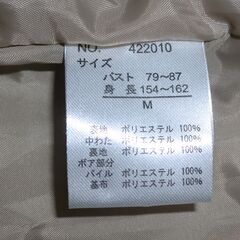 NO. 422010
サイズ
バスト 79～87
身長 154～162
M
表地 ポリエステル 100%
中わた ポリエステル 100%
裏地 ポリエステル 100%
ボア部分
パイル ポリエステル 100%
基布 ポリエステル 100%